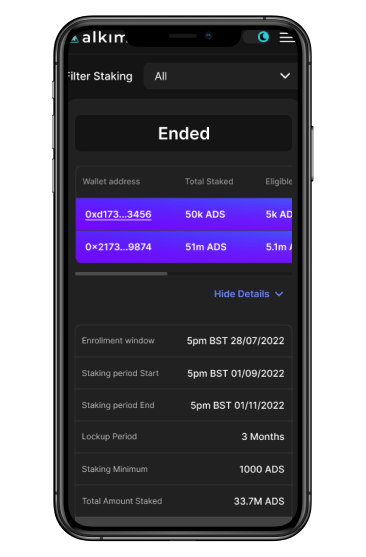 alkim
Filter Staking All
Ended
Wallet address Total Staked Eligible
0xd173...3456 50k ADS 5k AD
0x2173...9874 51m ADS 5.1m A
Hide Details
Enrollment window 5pm BST 28/07/2022
Staking period Start 5pm BST 01/09/2022
Staking period End 5pm BST 01/11/2022
Lockup Period 3 Months
Staking Minimum 1000 ADS
Total Amount Staked 33.7M ADS